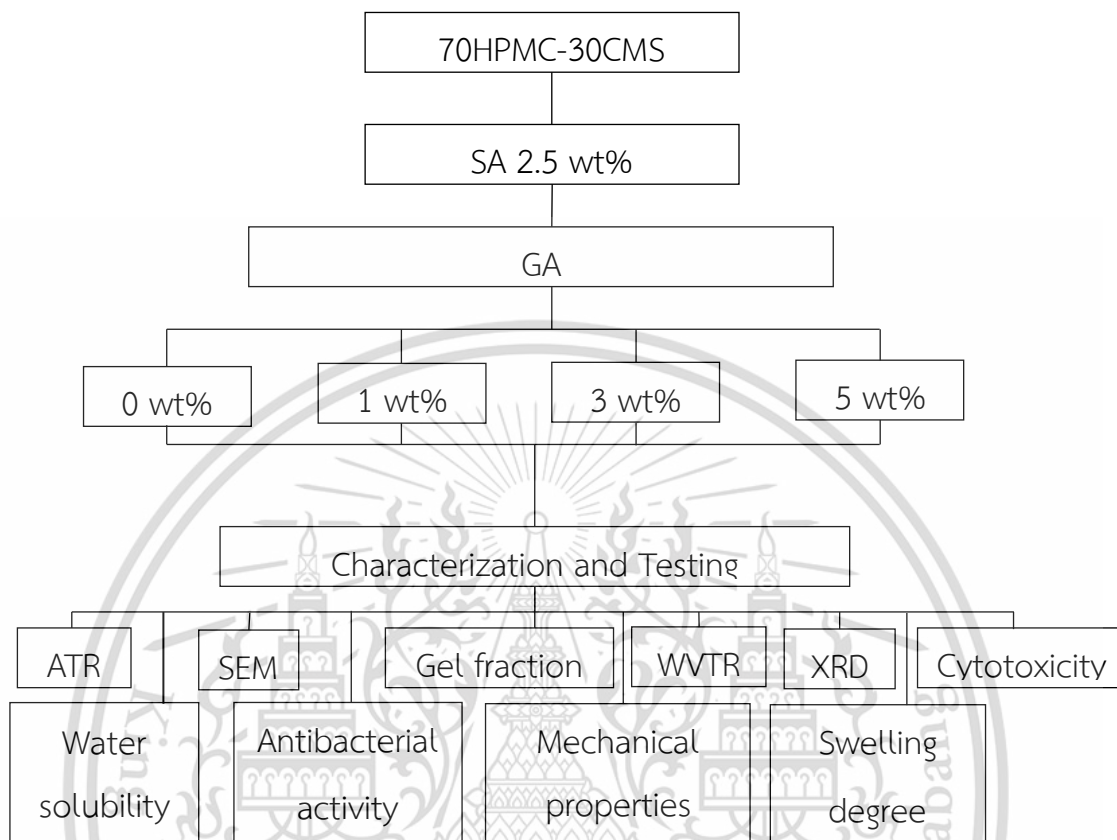 70HPMC-30CMS
SA 2.5 wt%
GA
0 wt%
1 wt%
3 wt%
5 wt%
Characterization and Testing
ATR
SEM
Gel fraction
WVTR
XRD
Cytotoxicity
Water
solubility
Antibacterial
activity
Mechanical
properties
Swelling
degree